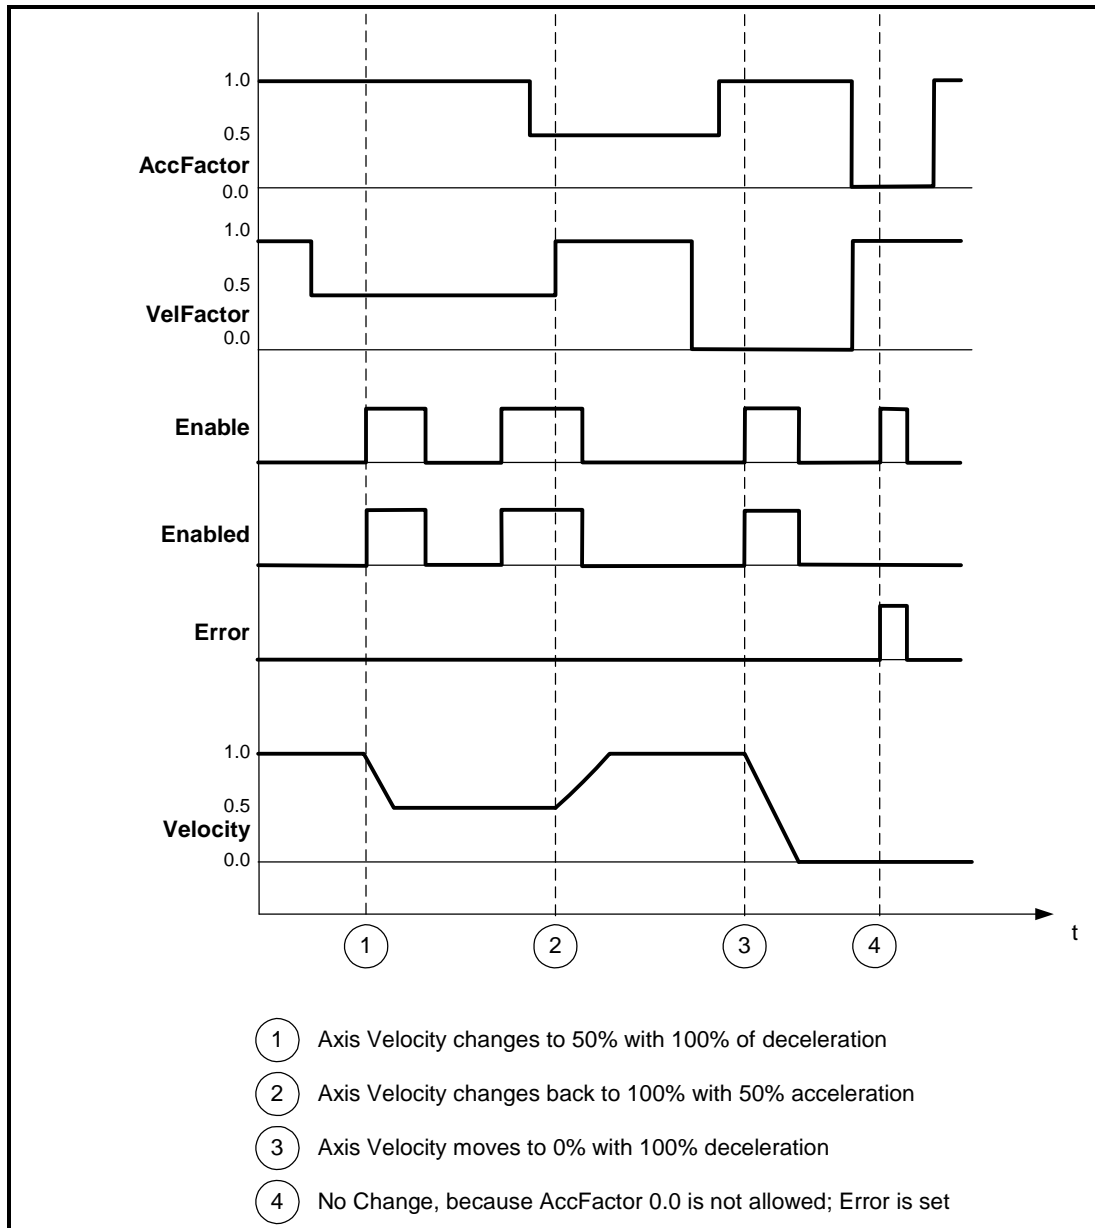 1.0
0.5
AccFactor
0.0
1.0
0.5
VelFactor
0.0
Enable
Enabled
Error
1.0
0.5
Velocity
0.0
1 2 3 4
t
1 Axis Velocity changes to 50% with 100% of deceleration
2 Axis Velocity changes back to 100% with 50% acceleration
3 Axis Velocity moves to 0% with 100% deceleration
4 No Change, because AccFactor 0.0 is not allowed; Error is set